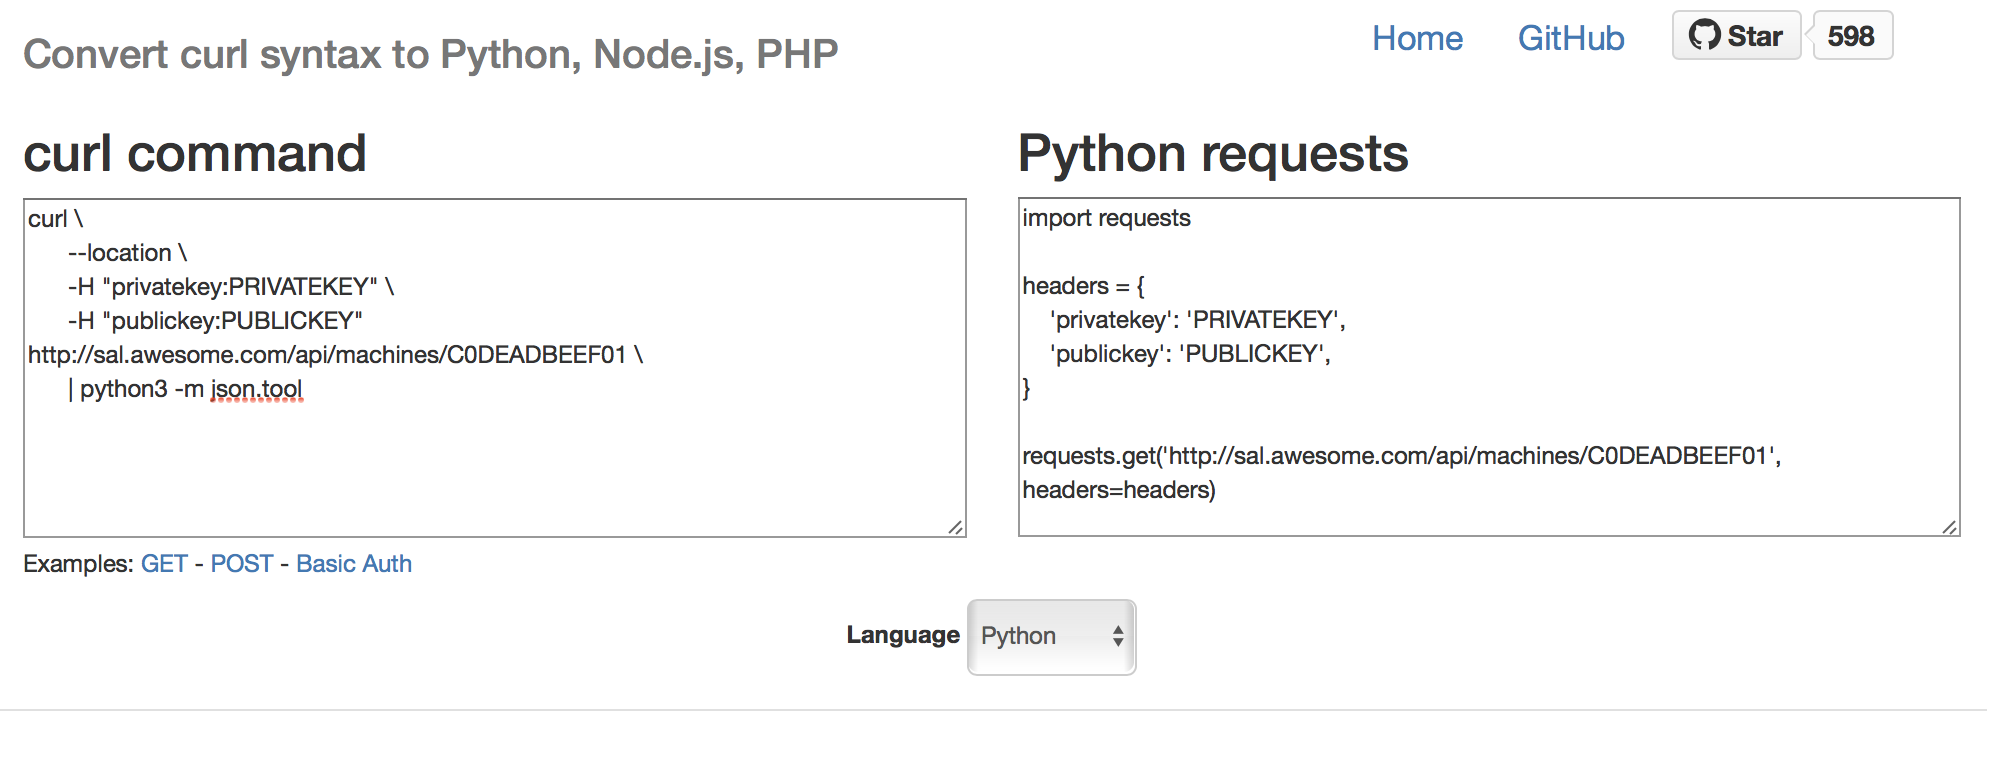 Convert curl syntax to Python, Node.js, PHP
Home
GitHub
Star
598
curl command
curl \
--location \
-H "privatekey:PRIVATEKEY" \
-H "publickey:PUBLICKEY"
http://sal.awesome.com/api/machines/C0DEADBEEF01 \
| python3 -m json.tool
Examples: GET - POST - Basic Auth
Python requests
import requests
headers = {
'privatekey': 'PRIVATEKEY',
'publickey': 'PUBLICKEY',
}
requests.get('http://sal.awesome.com/api/machines/C0DEADBEEF01',
headers=headers)
Language
Python